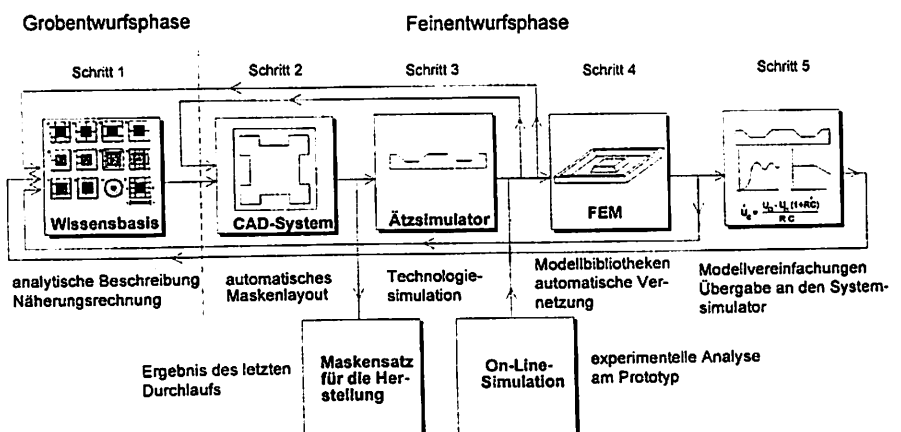 Grobentwurfsphase
Feinentwurfsphase
Schritt 1
Schritt 2
Schritt 3
Schritt 4
Schritt 5
Wissensbasis
CAD-System
Ätzsimulator
FEM
analytische Beschreibung
Näherungsrechnung
automatisches
Maskenlayout
Technologie-
simulation
Modellbibliotheken
automatische Ver-
netzung
Modellvereinfachungen
Übergabe an den System-
simulator
Ergebnis des letzten
Durchlaufs
Maskensatz
für die Her-
stellung
On-Line-
Simulation
experimentelle Analyse
am Prototyp